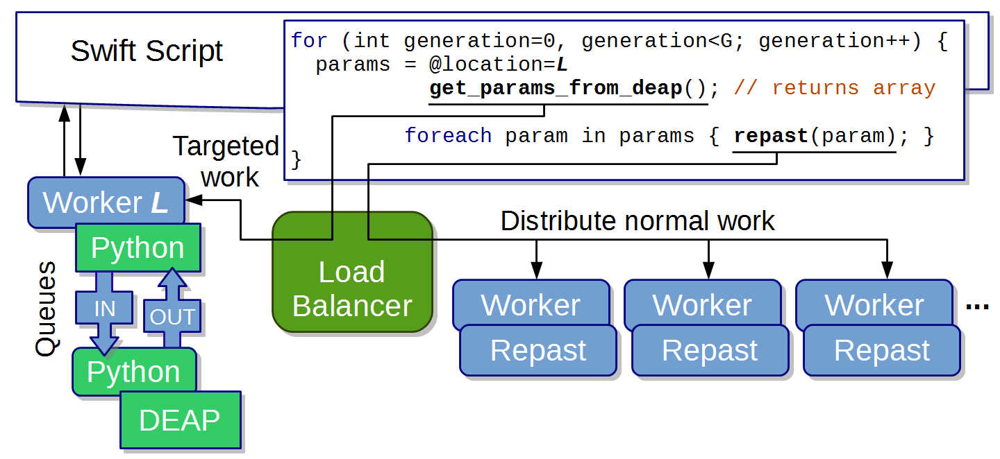 Swift Script
for (int generation=0, generation<G; generation++) {
params = @location=L
get_params_from_deap(); // returns array
foreach param in params { repast(param); }
}
Targeted
work
Worker L
Python
Queues
IN
OUT
Python
DEAP
Load
Balancer
Distribute normal work
Worker
Repast
Worker
Repast
Worker
Repast
...